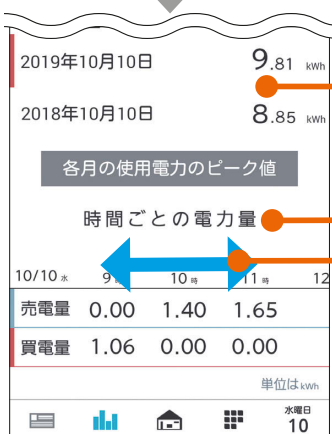 2019年10月10日 9.81 kWh
2018年10月10日 8.85 kWh
各月の使用電力のピーク値
時間ごとの電力量
10/10 水 9 10 時 11 時 12
売電量 0.00 1.40 1.65
買電量 1.06 0.00 0.00
単位は kWh
水曜日
10